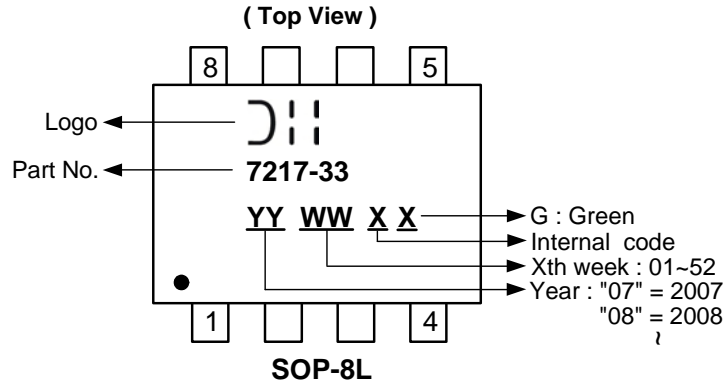 ( Top View )
8 5
Logo
Part No.
7217-33
YY WW X X
G : Green
Internal code
Xth week : 01~52
Year : "07" = 2007
"08" = 2008
~
1 4
SOP-8L